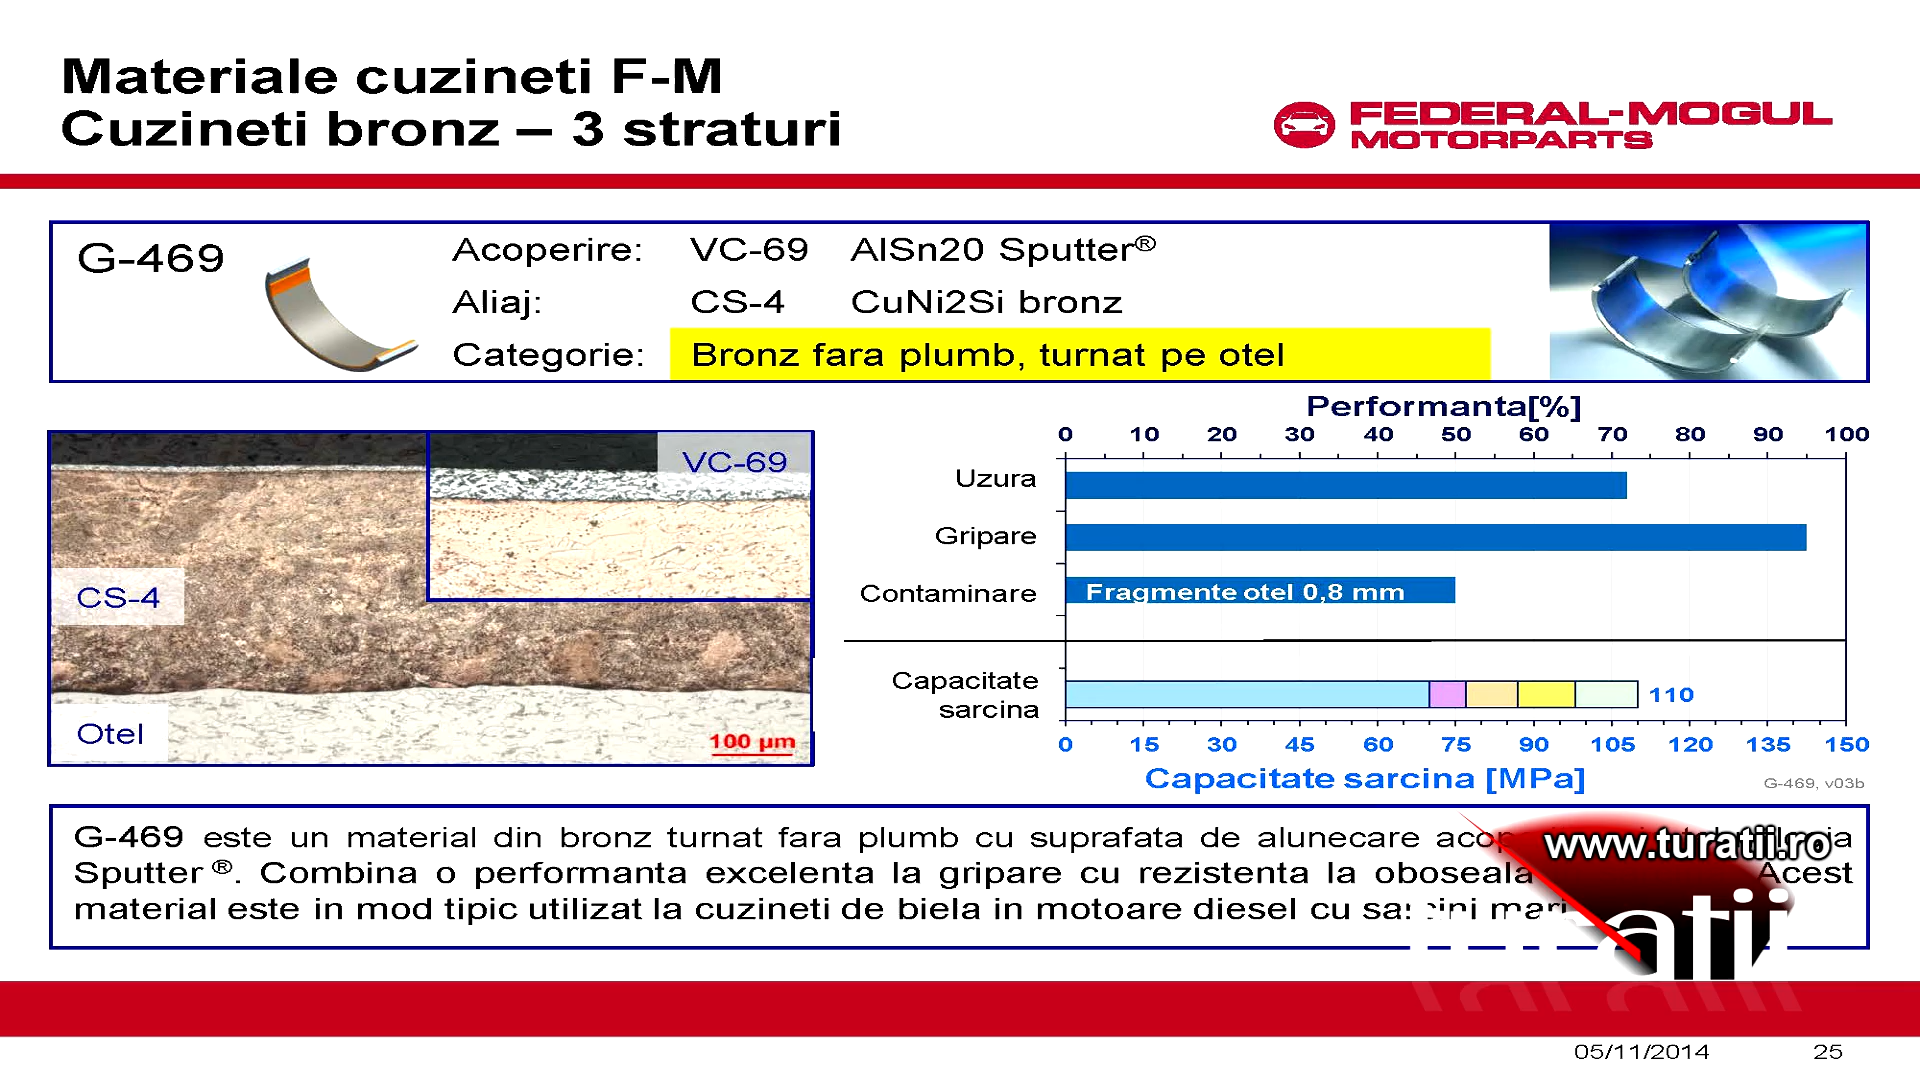 Materiale cuzineti F-M
Cuzineti bronz – 3 straturi
FEDERAL-MOGUL
MOTORPARTS
G-469
Acoperire: VC-69 AlSn20 Sputter®
Aliaj: CS-4 CuNi2Si bronz
Categorie: Bronz fara plumb, turnat pe otel
VC-69
CS-4
Otel
100 µm
Performanta[%]
0 10 20 30 40 50 60 70 80 90 100
Uzura
Gripare
Contaminare
Fragmente otel 0,8 mm
Capacitate
sarcina
110
0 15 30 45 60 75 90 105 120 135 150
Capacitate sarcina [MPa]
G-469, v03b
G-469 este un material din bronz turnat fara plumb cu suprafata de alunecare
Sputter ®. Combina o performanta excelenta la gripare cu rezistenta la oboseala Acest
material este in mod tipic utilizat la cuzineti de biela in motoare diesel cu sarcini mari
www.turatii.ro
turatii
05/11/2014 25